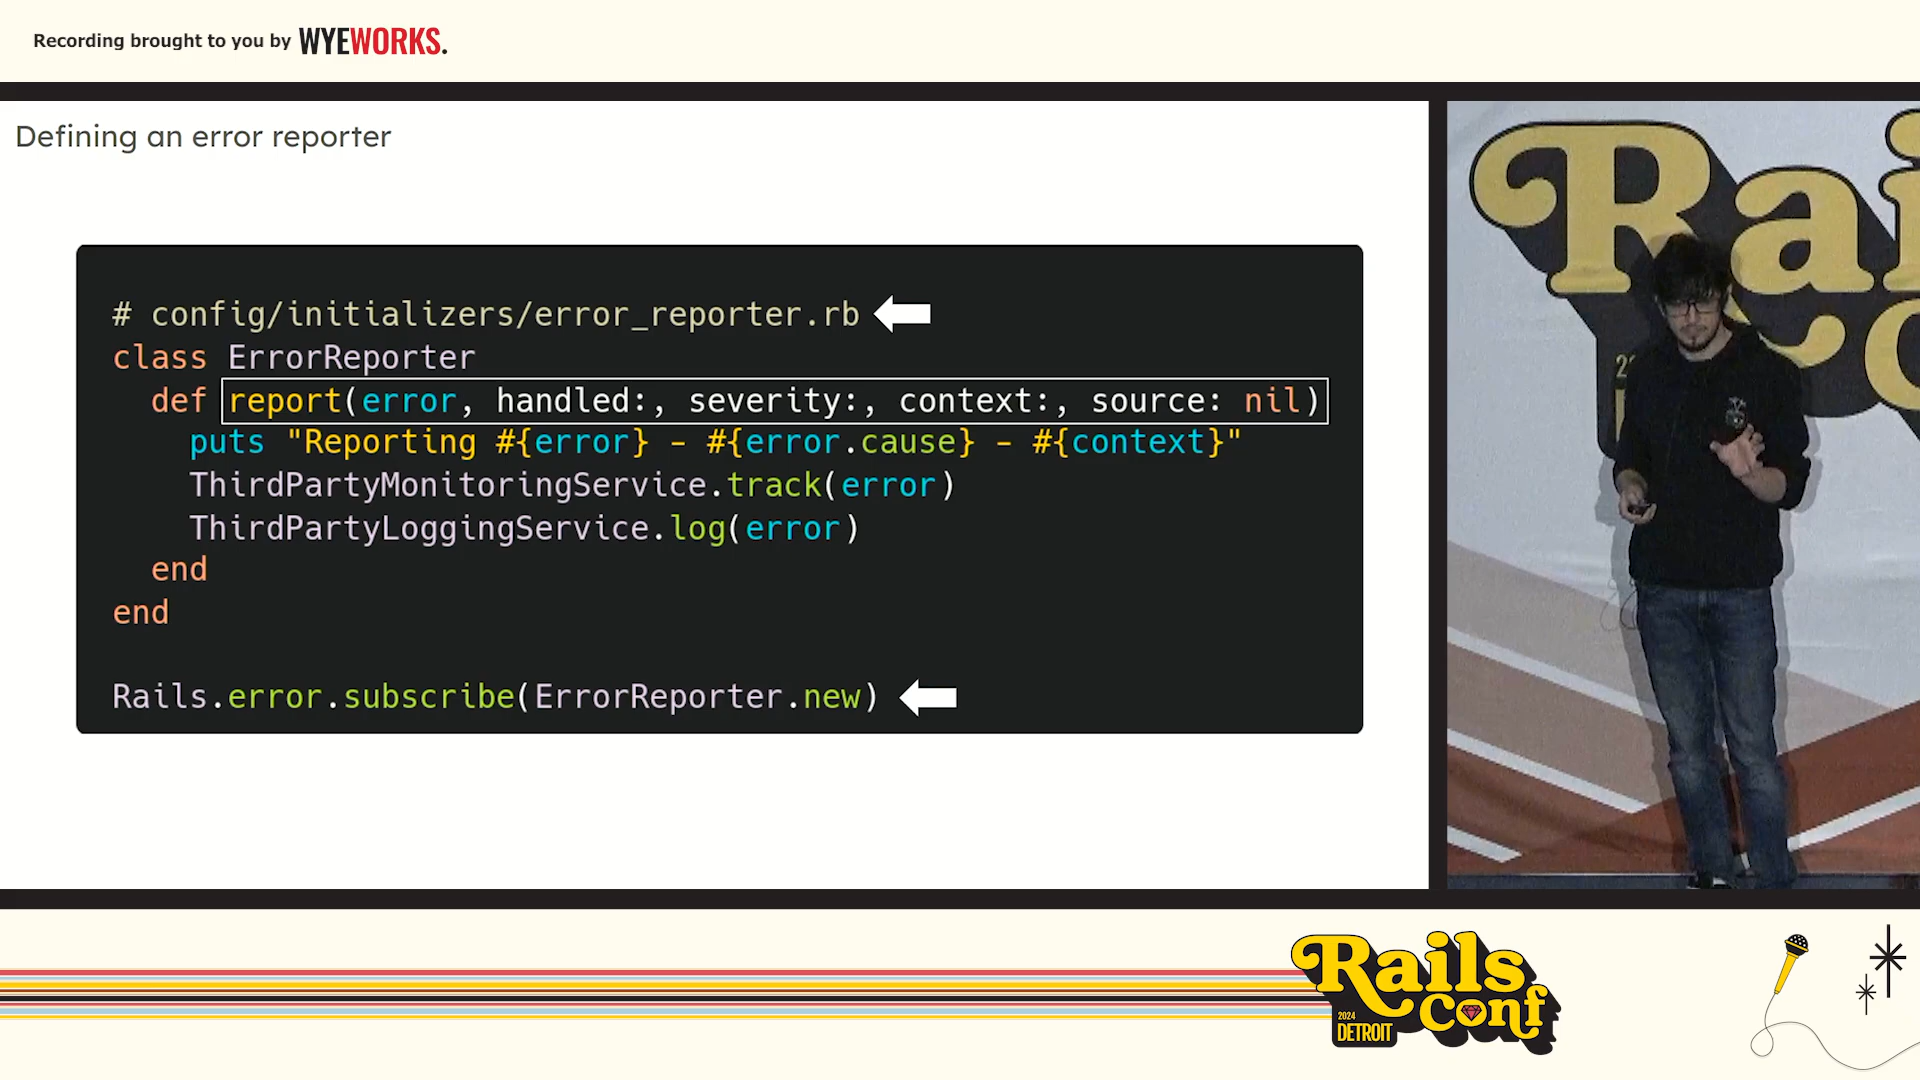 Recording brought to you by WYEWORKS.
Defining an error reporter
# config/initializers/error_reporter.rb
class ErrorReporter
  def report(error, handled:, severity:, context:, source: nil)
    puts "Reporting #{error} - #{error.cause} - #{context}"
    ThirdPartyMonitoringService.track(error)
    ThirdPartyLoggingService.log(error)
  end
end
Rails.error.subscribe(ErrorReporter.new)
Rai
Rails
Conf
2024
DETROIT